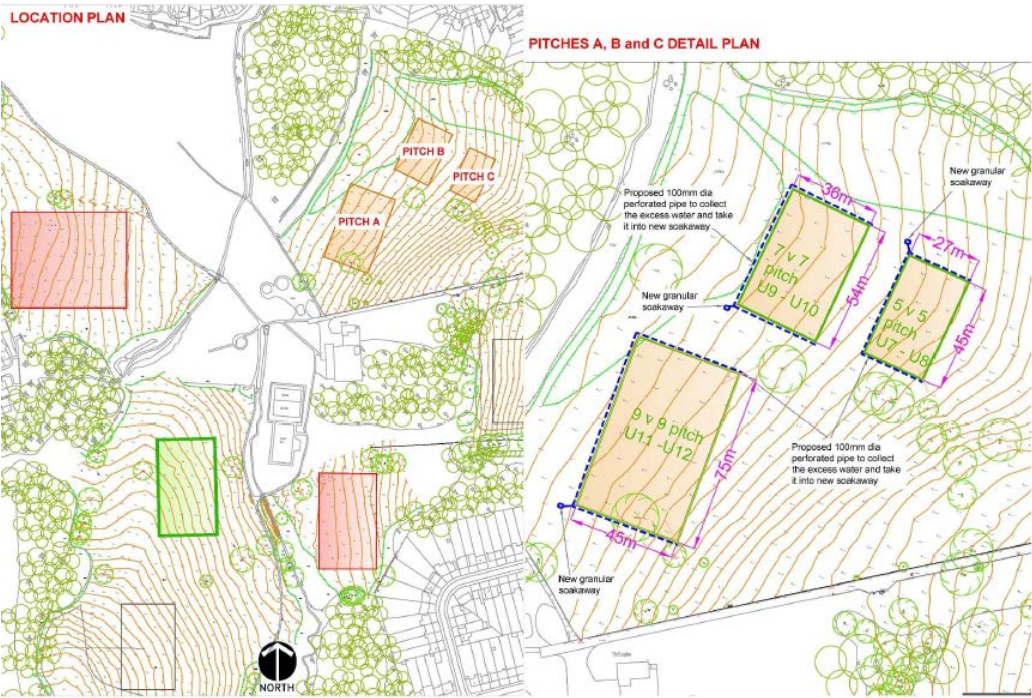 LOCATION PLAN
PITCH B
PITCH C
PITCH A
NORTH
PITCHES A, B and C DETAIL PLAN
New granular
soakaway
Proposed 100mm dia
perforated pipe to collect
the excess water and take
it into new soakaway
36m
27m
7 v 7
pitch
U9 - U10
54m
New granular
soakaway
5 v 5
pitch
U7 - U8
45m
9 v 9 pitch
U11 -U12
75m
Proposed 100mm dia
perforated pipe to collect
the excess water and take
it into new soakaway
45m
New granular
soakaway